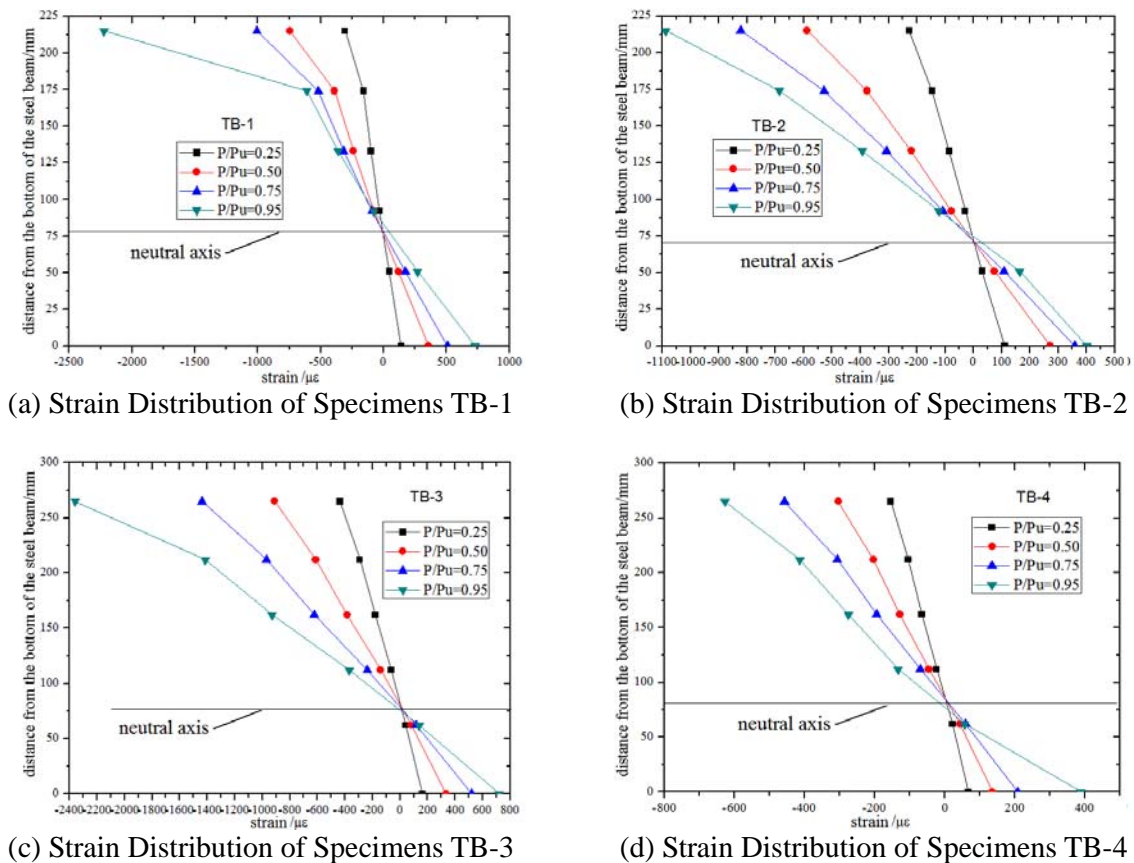 225
200
175
150
125
100
75
50
25
0
distance from the bottom of the steel beam/mm
TB-1
P/Pu=0.25
P/Pu=0.50
P/Pu=0.75
P/Pu=0.95
neutral axis
-2500 -2000 -1500 -1000 -500 0 500 1000
strain /με
(a) Strain Distribution of Specimens TB-1
225
200
175
150
125
100
75
50
25
0
distance from the bottom of the steel beam/mm
TB-2
P/Pu=0.25
P/Pu=0.50
P/Pu=0.75
P/Pu=0.95
neutral axis
-1100-1000 -900 -800 -700 -600 -500 -400 -300 -200 -100 0 100 200 300 400 500
strain /με
(b) Strain Distribution of Specimens TB-2
300
250
200
150
100
50
0
distance from the bottom of the steel beam/mm
TB-3
P/Pu=0.25
P/Pu=0.50
P/Pu=0.75
P/Pu=0.95
neutral axis
-2400-2200-2000-1800-1600-1400-1200-1000 -800 -600 -400 -200 0 200 400 600 800
strain /με
(c) Strain Distribution of Specimens TB-3
300
250
200
150
100
50
0
distance from the bottom of the steel beam/mm
TB-4
P/Pu=0.25
P/Pu=0.50
P/Pu=0.75
P/Pu=0.95
neutral axis
-800 -600 -400 -200 0 200 400
strain /με
(d) Strain Distribution of Specimens TB-4